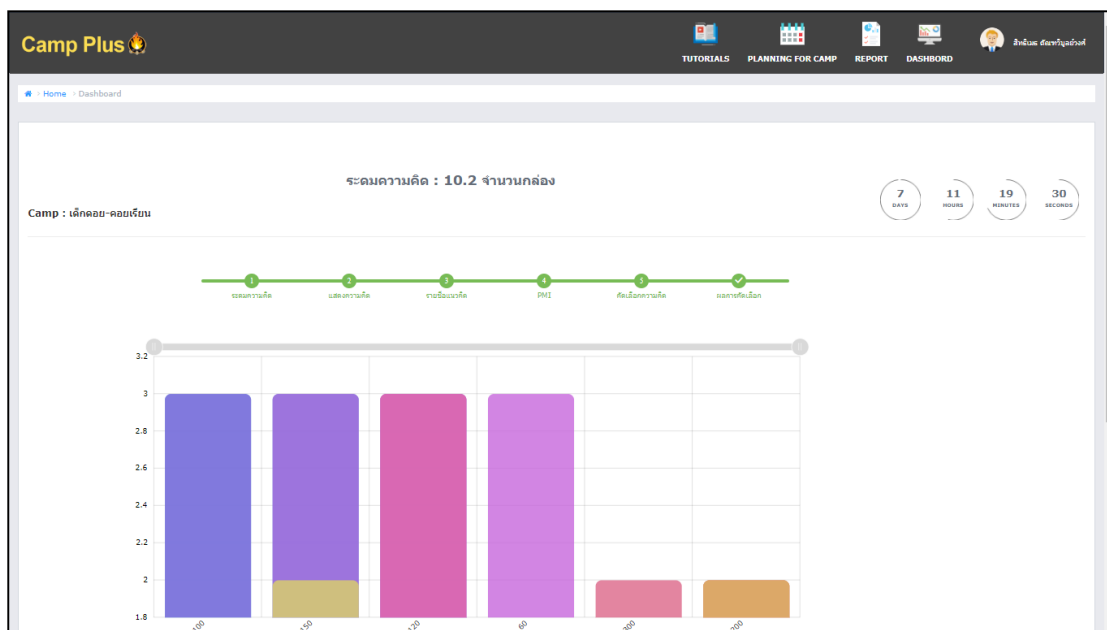 Camp Plus
TUTORIALS PLANNING FOR CAMP REPORT DASHBORD
Home > Dashboard
ระดมความคิด : 10.2 จำนวนกล่อง
7 DAYS
11 HOURS
19 MINUTES
30 SECONDS
Camp : เด็กดอย-คอยเรียน
1 2 3 4 5
ระดมความคิด แสดงความคิด รายชื่อแนวคิด PMI คัดเลือกความคิด ผลการคัดเลือก
3.2
3
2.8
2.6
2.4
2.2
2
1.8
100 150 120 60 300 200